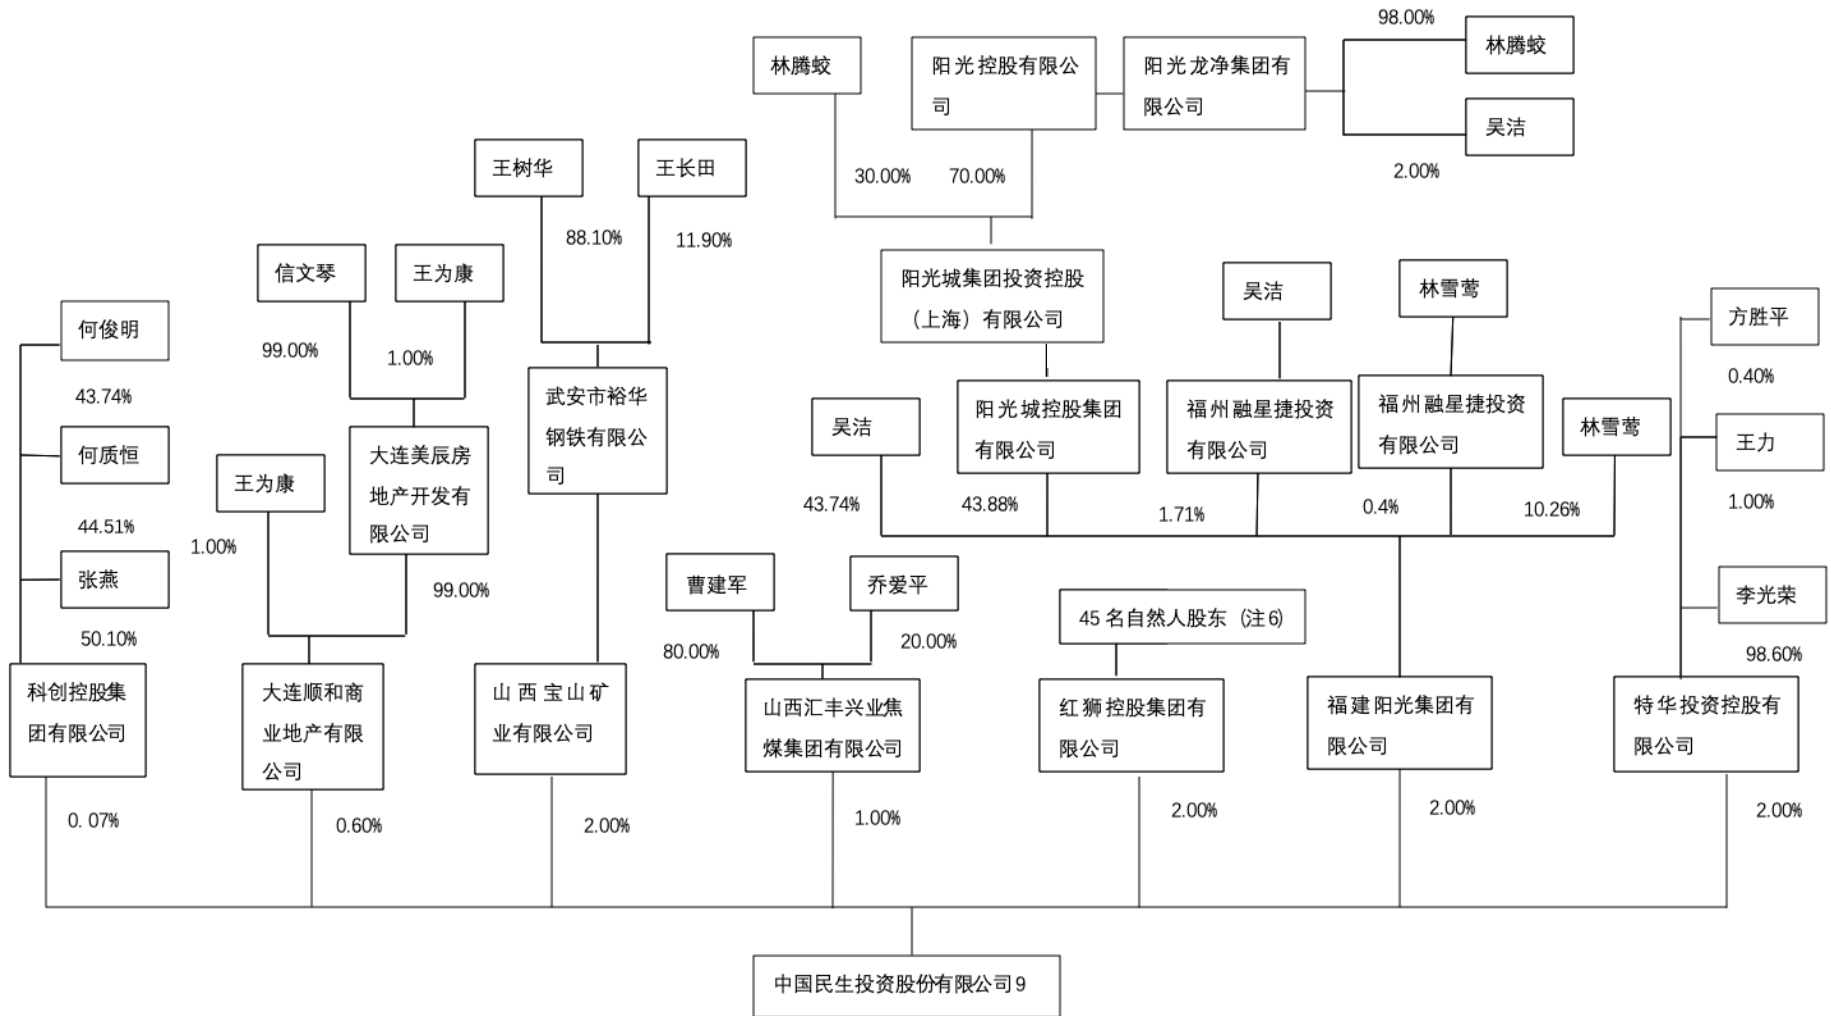 98.00%
林腾蛟
阳光控股有限公
司
阳光龙净集团有
限公司
林腾蛟
吴洁
2.00%
30.00%
70.00%
王树华
王长田
88.10%
11.90%
信文琴
王为康
99.00%
1.00%
阳光城集团投资控股
（上海）有限公司
吴洁
林雪莺
何俊明
43.74%
何质恒
44.51%
张燕
50.10%
方胜平
0.40%
王力
1.00%
李光荣
98.60%
武安市裕华
钢铁有限公
司
吴洁
43.74%
阳光城控股集团
有限公司
43.88%
福州融星捷投资
有限公司
1.71%
福州融星捷投资
有限公司
0.4%
林雪莺
10.26%
王为康
1.00%
大连美辰房
地产开发有
限公司
99.00%
曹建军
80.00%
乔爱平
20.00%
45 名自然人股东（注6）
科创控股集
团有限公司
大连顺和商
业地产有限
公司
山西宝山矿
业有限公司
山西汇丰兴业焦
煤集团有限公司
红狮控股集团有
限公司
福建阳光集团有
限公司
特华投资控股有
限公司
0. 07%
0.60%
2.00%
1.00%
2.00%
2.00%
2.00%
中国民生投资股份有限公司9